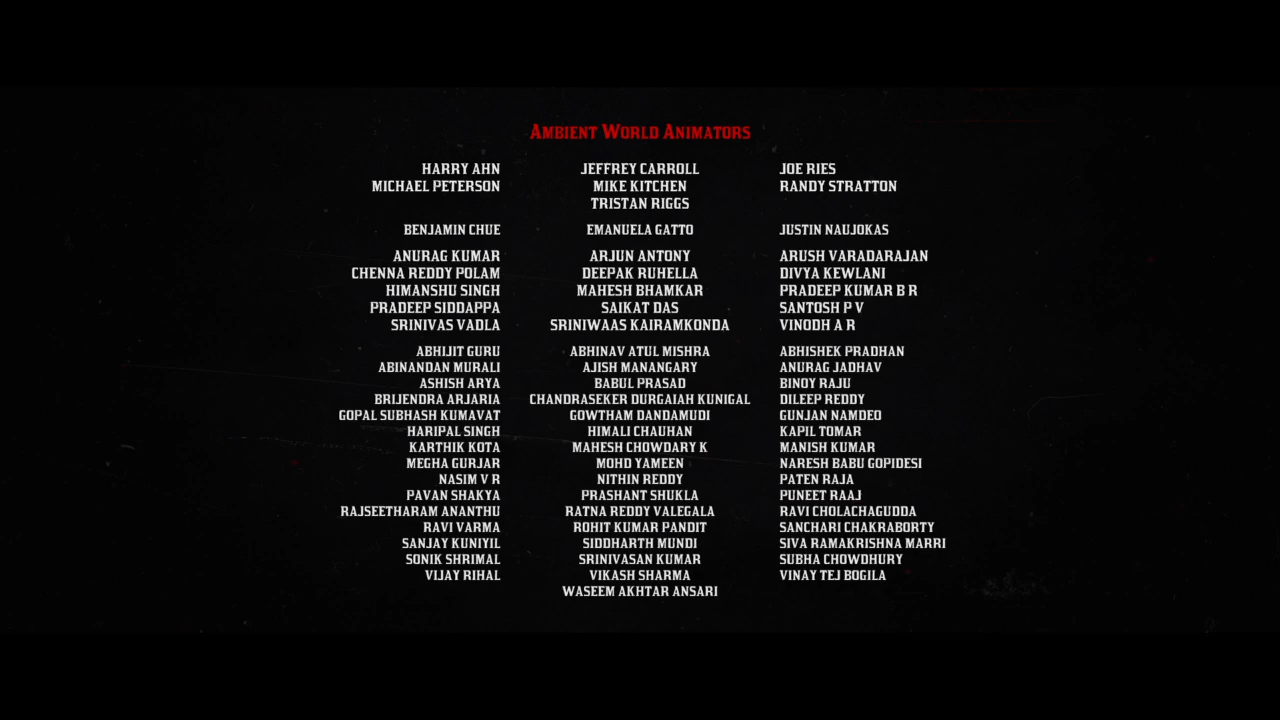 AMBIENT WORLD ANIMATORS
HARRY AHN JEFFREY CARROLL JOE RIES
MICHAEL PETERSON MIKE KITCHEN RANDY STRATTON
TRISTAN RIGGS
BENJAMIN CHUE EMANUELA GATTO JUSTIN NAUJOKAS
ANURAG KUMAR ARJUN ANTONY ARUSH VARADARAJAN
CHENNA REDDY POLAM DEEPAK RUHELLA DIVYA KEWLANI
HIMANSHU SINGH MAHESH BHAMKAR PRADEEP KUMAR B R
PRADEEP SIDDAPPA SAIKAT DAS SANTOSH P V
SRINIVAS VADLA SRINIWAAS KAIRAMKONDA VINODH A R
ABHIJIT GURU ABHINAV ATUL MISHRA ABHISHEK PRADHAN
ABINANDAN MURALI AJISH MANANGARY ANURAG JADHAV
ASHISH ARYA BABUL PRASAD BINOY RAJU
BRIJENDRA ARJARIA CHANDRASEKER DURGAIAH KUNIGAL DILEEP REDDY
GOPAL SUBHASH KUMAVAT GOWTHAM DANDAMUDI GUNJAN NAMDEO
HARIPAL SINGH HIMALI CHAUHAN KAPIL TOMAR
KARTHIK KOTA MAHESH CHOWDARY K MANISH KUMAR
MEGHA GURJAR MOHD YAMEEN NARESH BABU GOPIDESI
NASIM V R NITHIN REDDY PATEN RAJA
PAVAN SHAKYA PRASHANT SHUKLA PUNEET RAAJ
RAJSEETHARAM ANANTHU RATNA REDDY VALEGALA RAVI CHOLACHAGUDDA
RAVI VARMA ROHIT KUMAR PANDIT SANCHARI CHAKRABORTY
SANJAY KUNIYIL SIDDHARTH MUNDI SIVA RAMAKRISHNA MARRI
SONIK SHRIMAL SRINIVASAN KUMAR SUBHA CHOWDHURY
VIJAY RIHAL VIKASH SHARMA VINAY TEJ BOGILA
WASEEM AKHTAR ANSARI